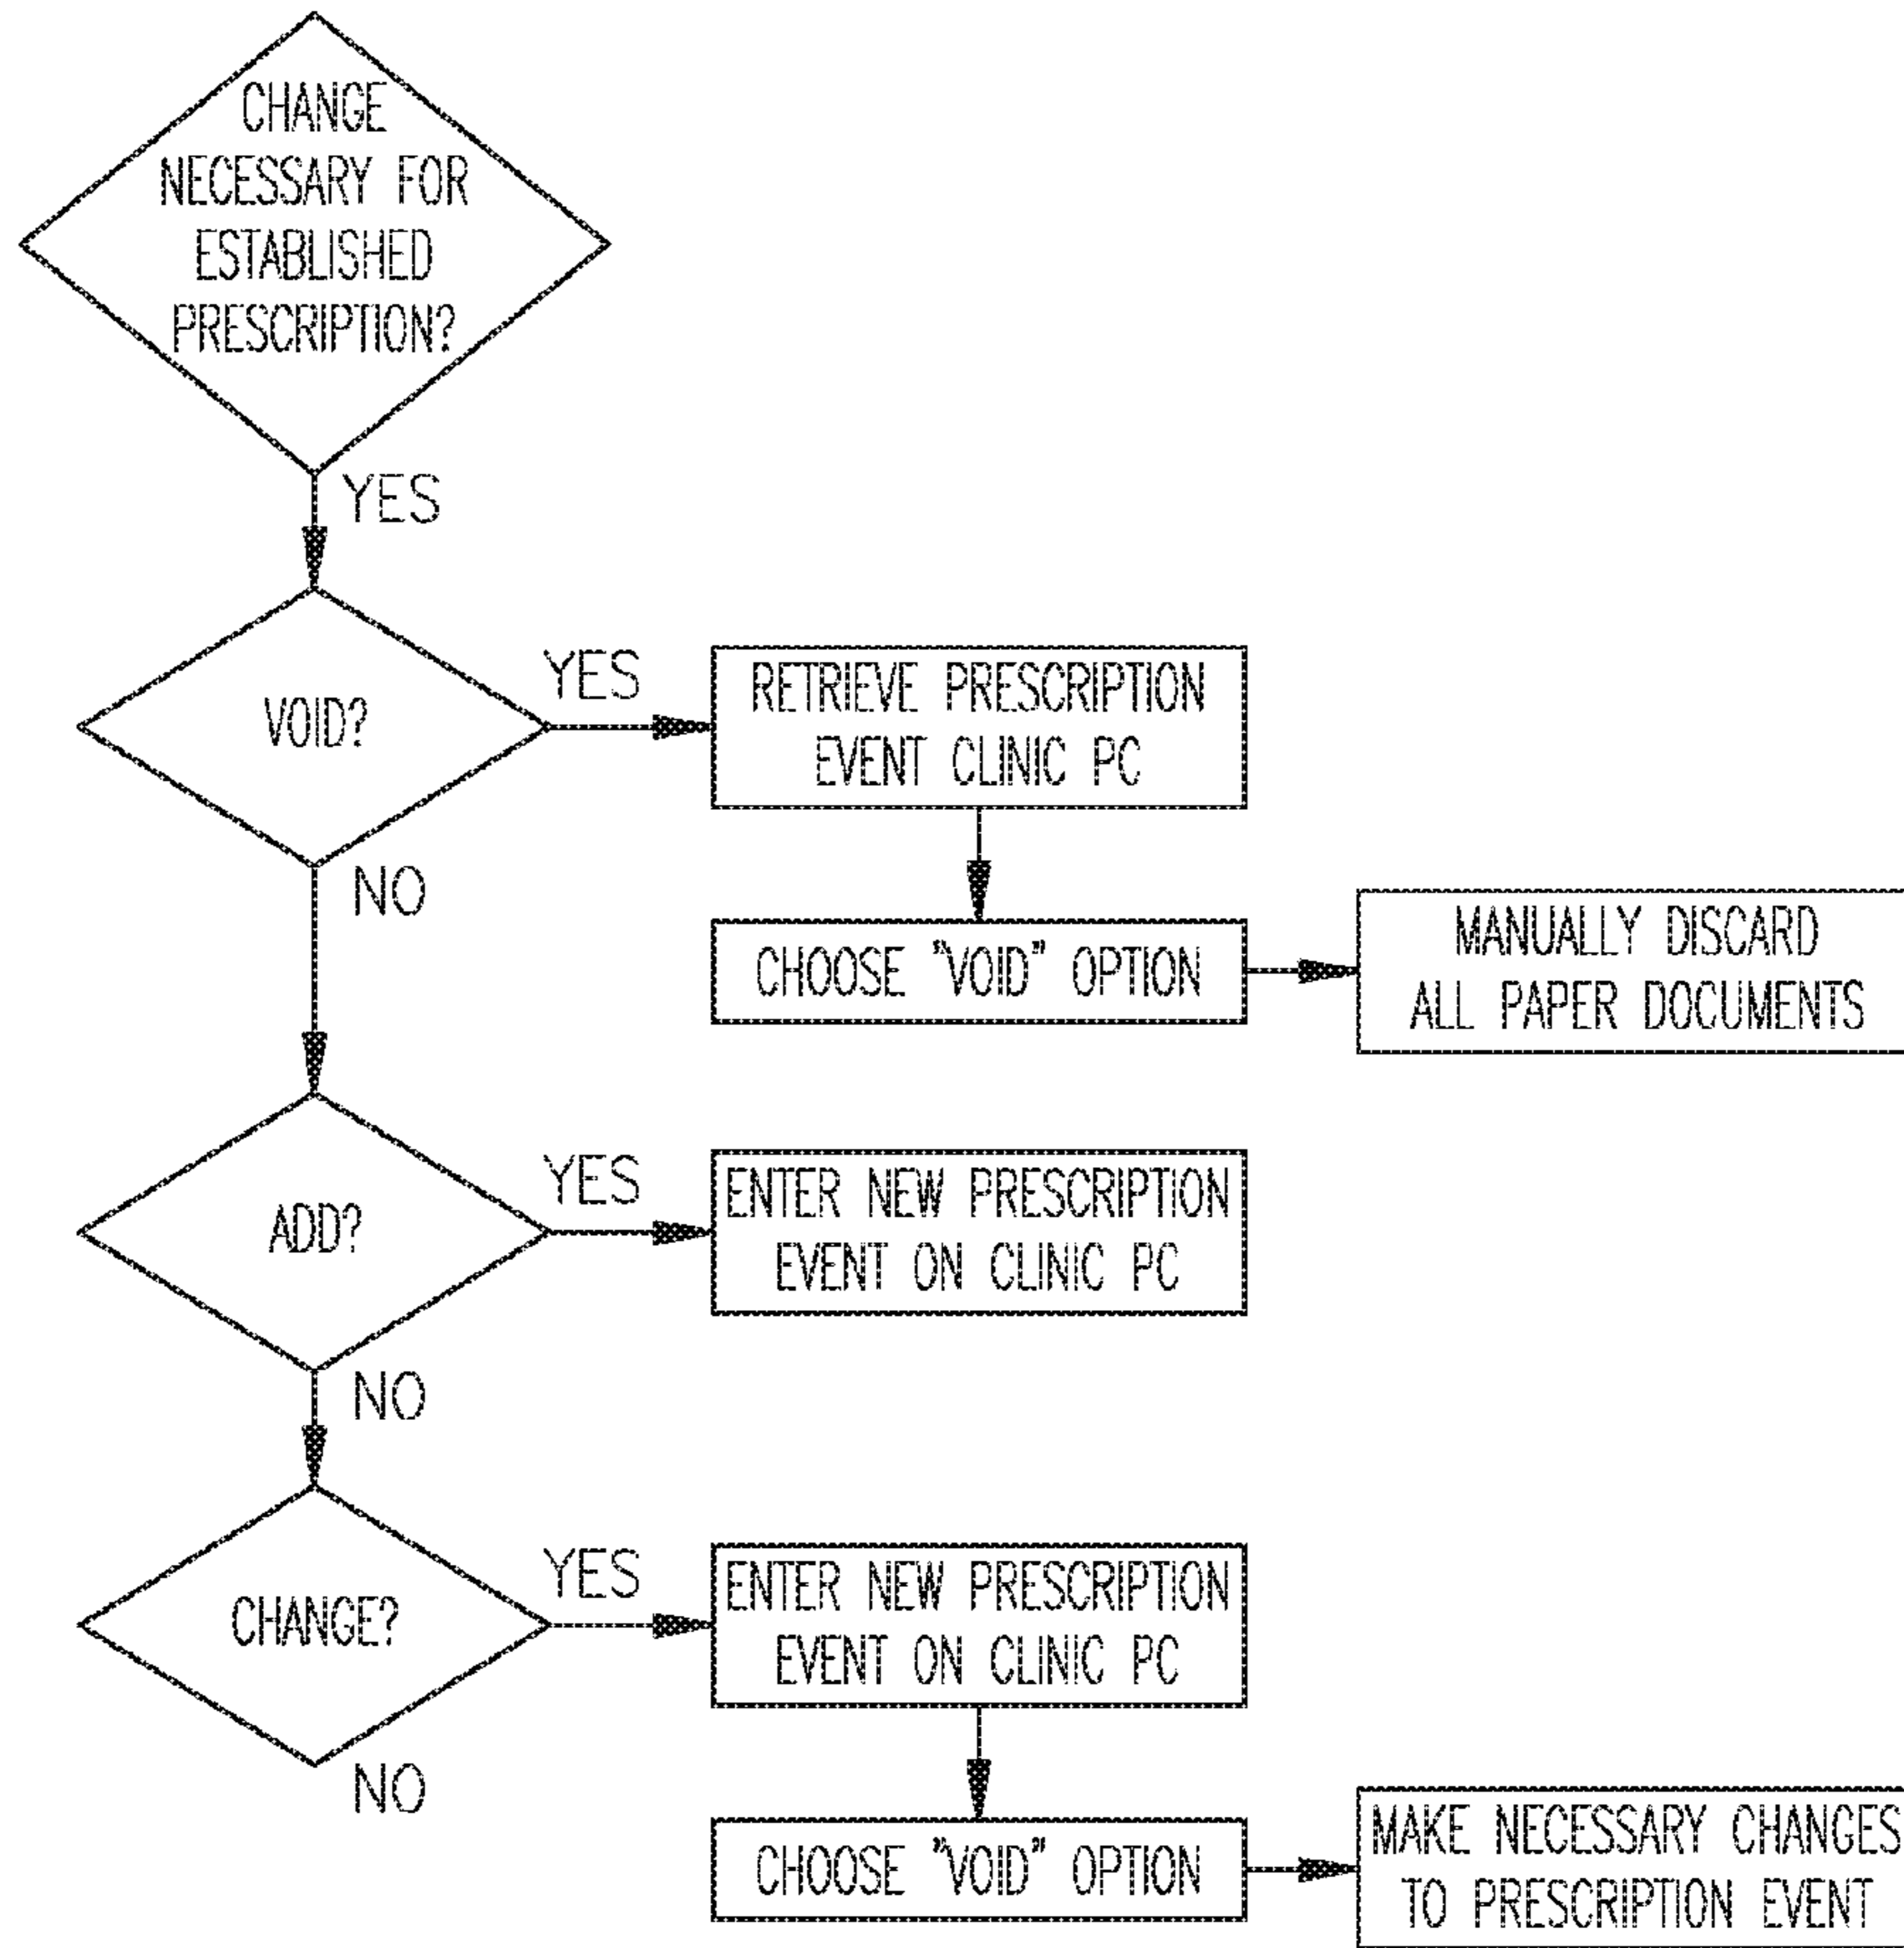 CHANGE
NECESSARY FOR
ESTABLISHED
PRESCRIPTION?
YES
VOID?
YES
RETRIEVE PRESCRIPTION
EVENT CLINIC PC
NO
CHOOSE "VOID" OPTION
MANUALLY DISCARD
ALL PAPER DOCUMENTS
ADD?
YES
ENTER NEW PRESCRIPTION
EVENT ON CLINIC PC
NO
CHANGE?
YES
ENTER NEW PRESCRIPTION
EVENT ON CLINIC PC
NO
CHOOSE "VOID" OPTION
MAKE NECESSARY CHANGES
TO PRESCRIPTION EVENT